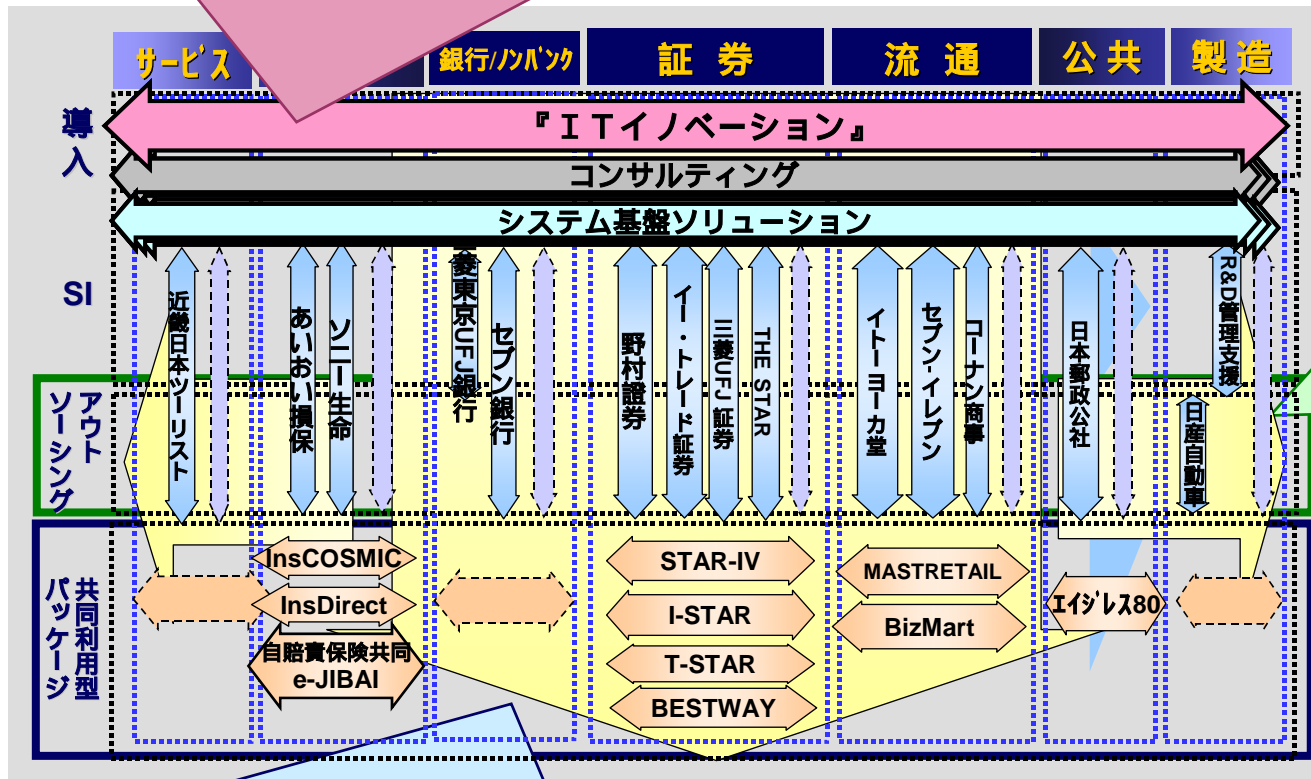 サービス
銀行/ノンバンク
証 券
流 通
公 共
製 造
導入
『ITイノベーション』
コンサルティング
システム基盤ソリューション
SI
近畿日本ツーリスト
あいおい損保
ソニー生命
菱東京UFJ銀行
セブン銀行
野村證券
イー・トレード証券
三菱UFJ 証券
THE STAR
イトーヨーカ堂
セブン-イレブン
コーナン商事
日本郵政公社
R&D管理支援
日産自動車
アウト
ソーシング
共同利用型
パッケージ
InsCOSMIC
InsDirect
自賠責保険共同
e-JIBAI
STAR-IV
I-STAR
T-STAR
BESTWAY
MASTRETAIL
BizMart
エイジレス80